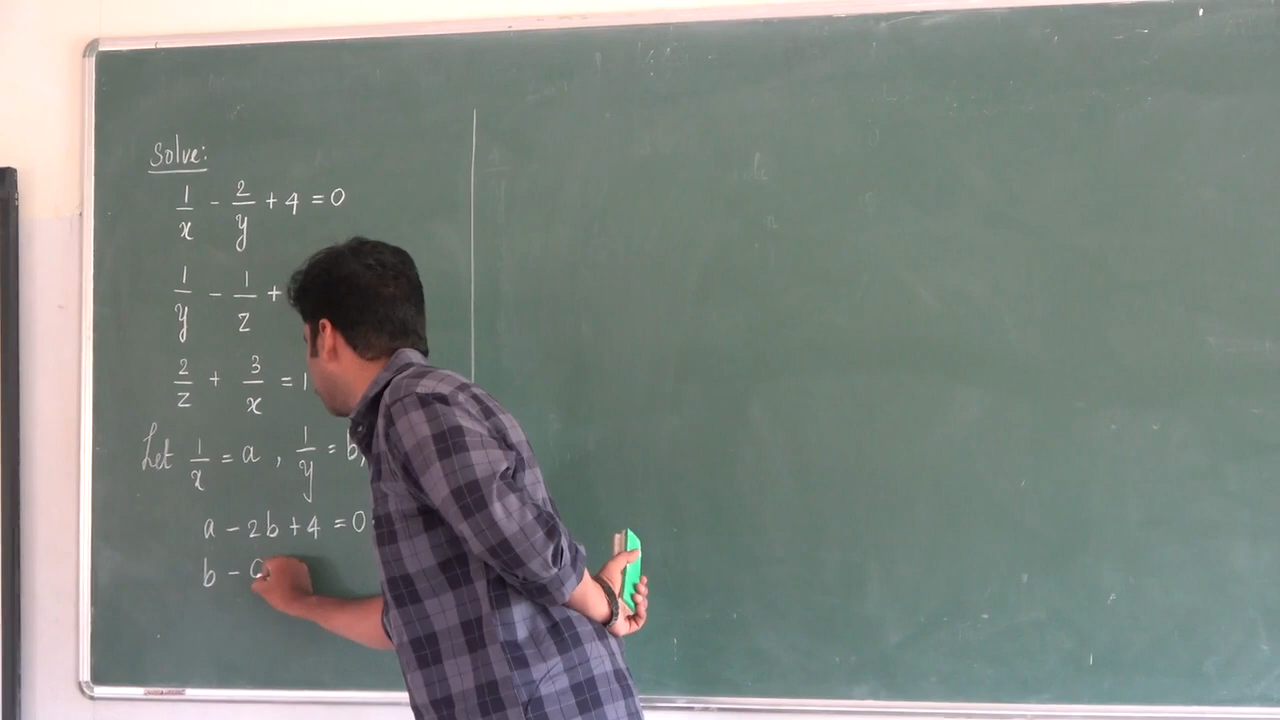 Solve:
1/x - 2/y + 4 = 0
1/y - 1/z +
2/z + 3/x = 1
Let 1/x = a , 1/y = b,
a - 2b + 4 = 0
b - c